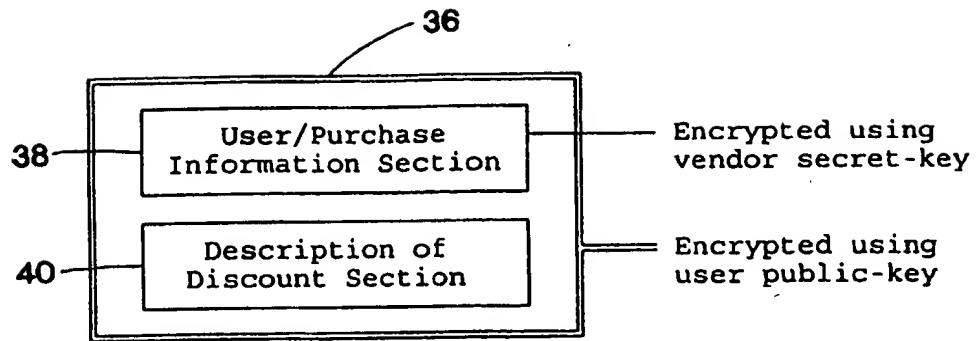 36
User/Purchase
Information Section
38
Encrypted using
vendor secret-key
Description of
Discount Section
40
Encrypted using
user public-key